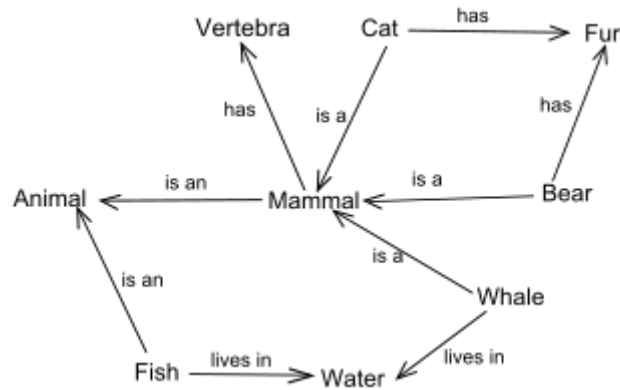 Vertebra
Cat
has
Fur
has
is a
has
Animal
is an
Mammal
is a
Bear
is an
is a
Whale
Fish
lives in
Water
lives in